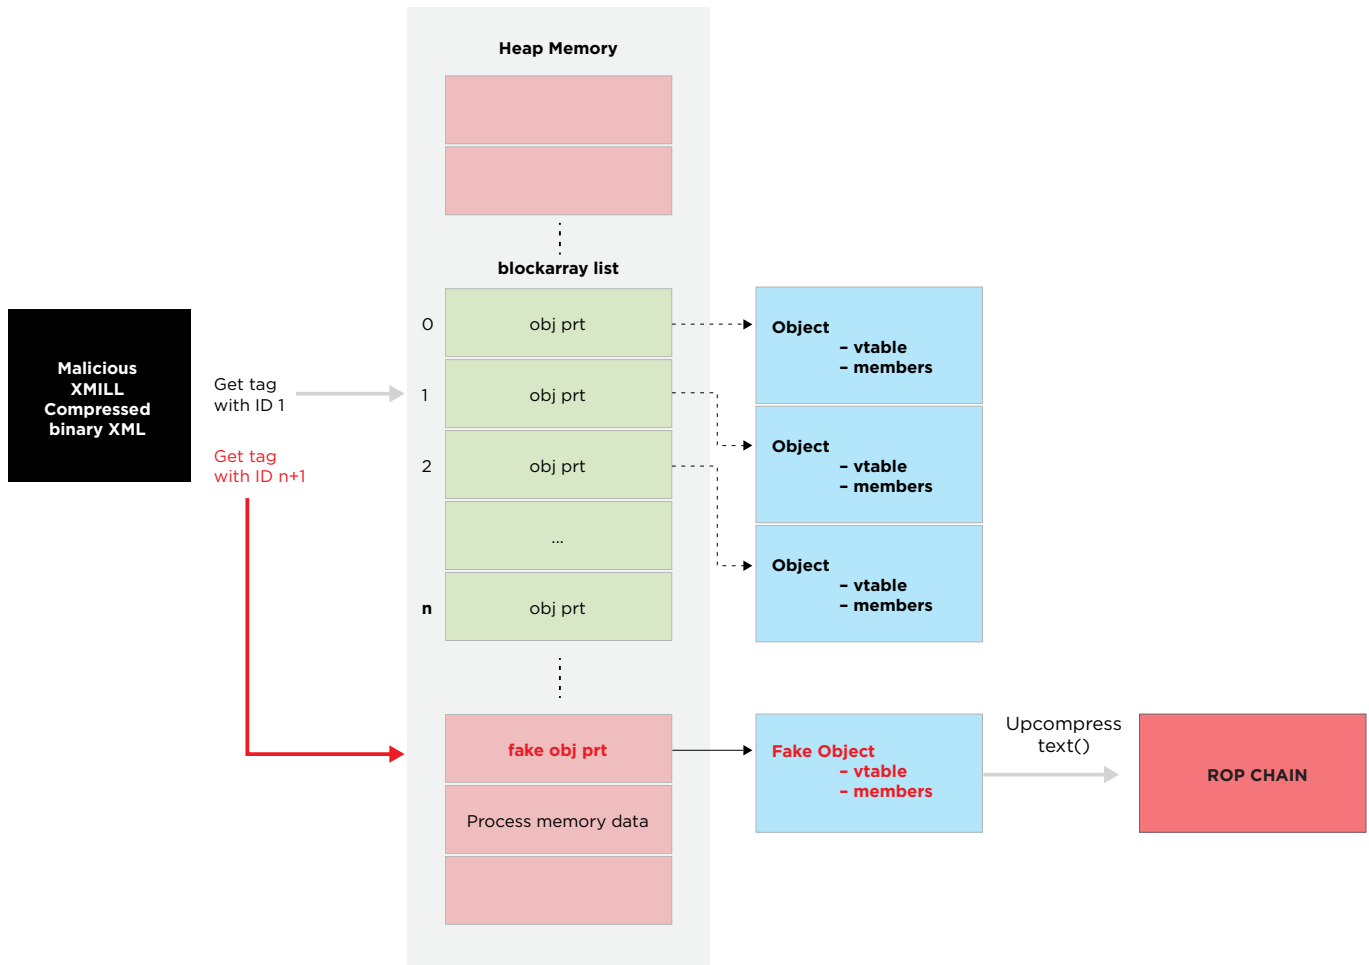 Heap Memory
blockarray list
Malicious
XMILL
Compressed
binary XML
Get tag
with ID 1
Get tag
with ID n+1
0
obj prt
1
obj prt
2
obj prt
...
n
obj prt
fake obj prt
Process memory data
Object
– vtable
– members
Object
– vtable
– members
Object
– vtable
– members
Fake Object
– vtable
– members
Upcompress
text()
ROP CHAIN